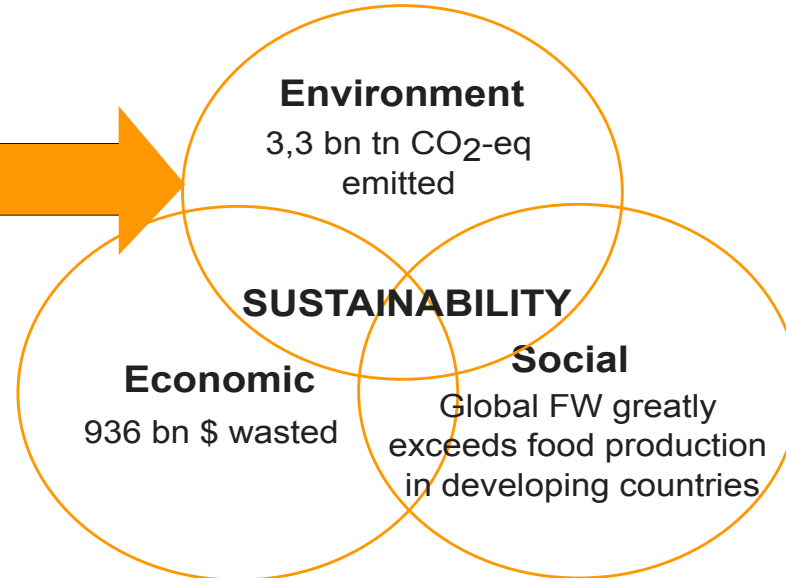 Environment
3,3 bn tn CO₂-eq
emitted
SUSTAINABILITY
Economic
936 bn $ wasted
Social
Global FW greatly
exceeds food production
in developing countries